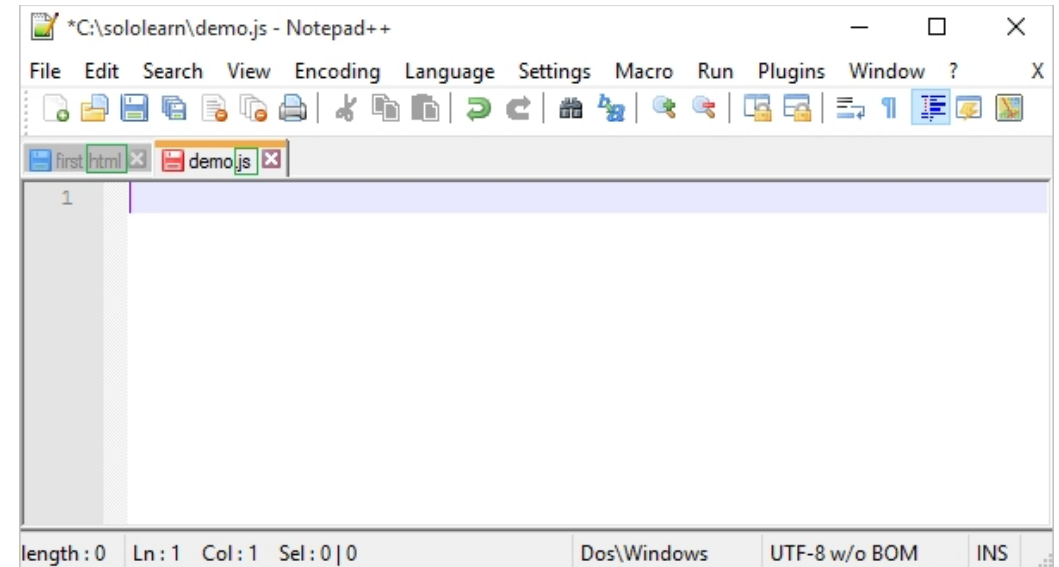 *C:\sololearn\demo.js - Notepad++
File Edit Search View Encoding Language Settings Macro Run Plugins Window ? X
first html demo.js
1
length : 0 Ln : 1 Col : 1 Sel : 0 | 0 Dos\Windows UTF-8 w/o BOM INS